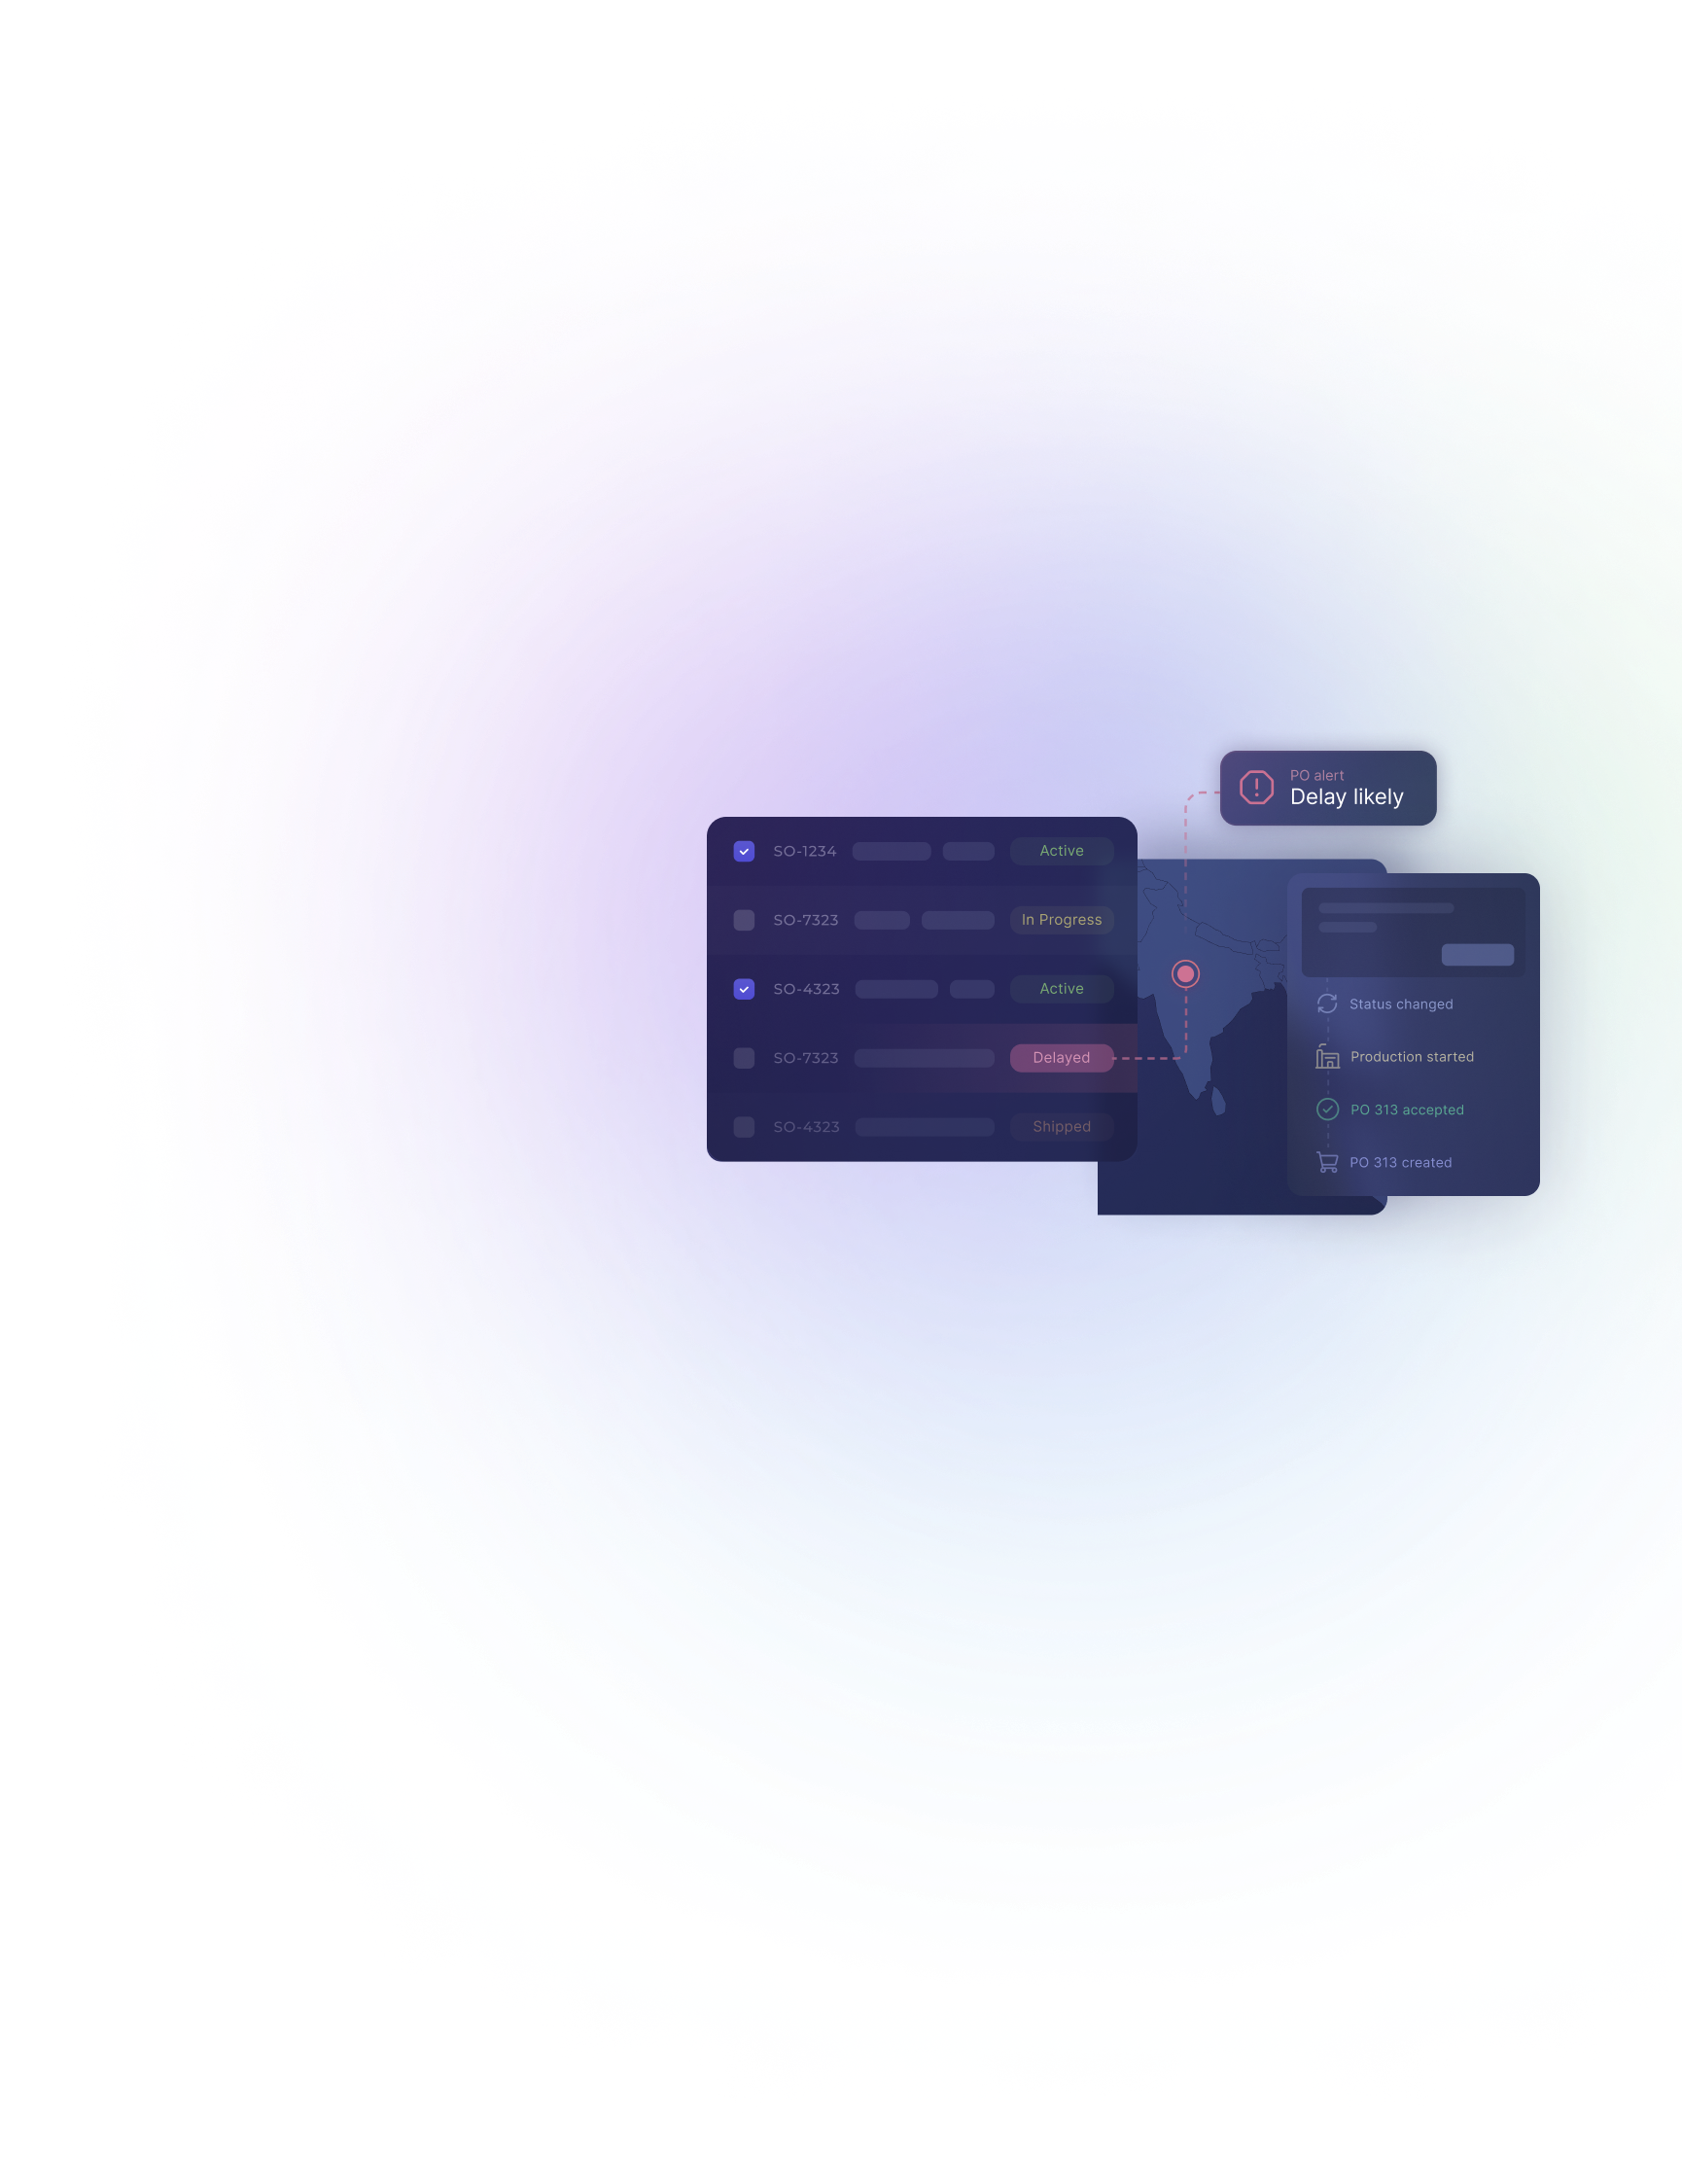 PO alert
Delay likely
SO-1234 Active
SO-7323 In Progress
SO-4323 Active
SO-7323 Delayed
SO-4323 Shipped
Status changed
Production started
PO 313 accepted
PO 313 created